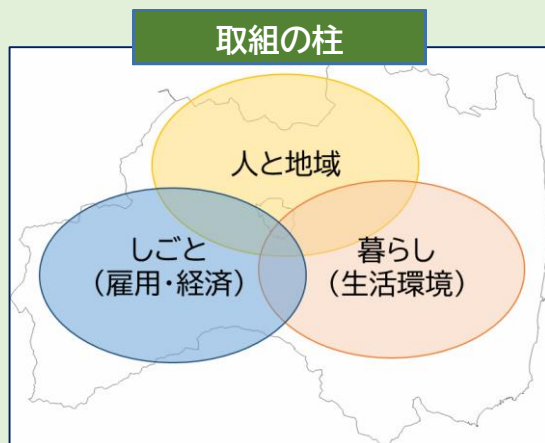 取組の柱
人と地域
しごと
（雇用・経済）
暮らし
（生活環境）